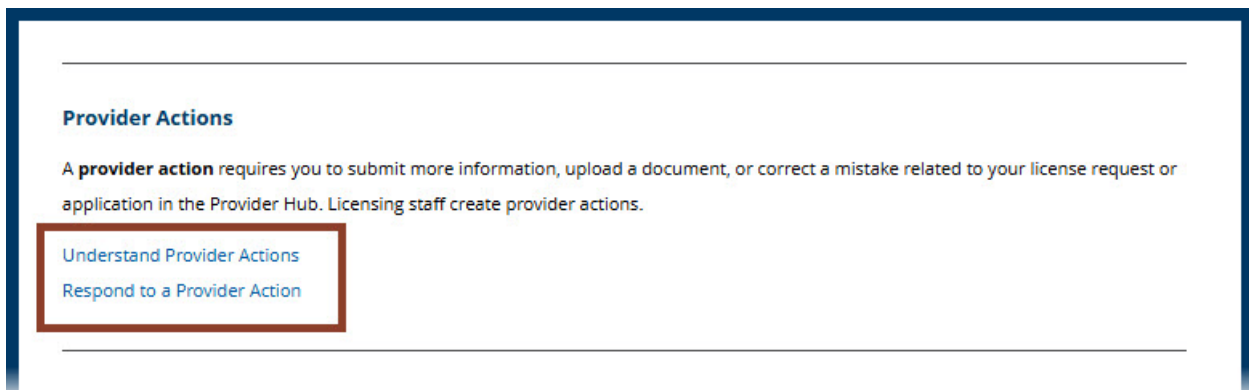 Provider Actions
A provider action requires you to submit more information, upload a document, or correct a mistake related to your license request or
application in the Provider Hub. Licensing staff create provider actions.
Understand Provider Actions
Respond to a Provider Action